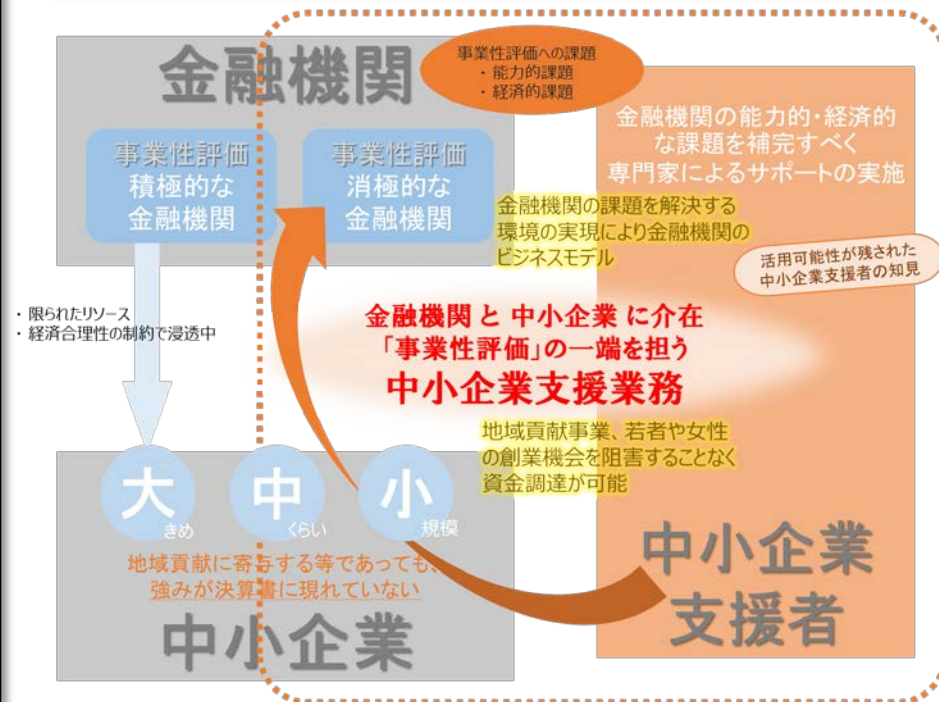 金融機関
事業性評価への課題
・能力的課題
・経済的課題
事業性評価
積極的な
金融機関
事業性評価
消極的な
金融機関
金融機関の能力的・経済的
な課題を補完すべく
専門家によるサポートの実施
金融機関の課題を解決する
環境の実現により金融機関の
ビジネスモデル
活用可能性が残された
中小企業支援者の知見
・限られたリソース
・経済合理性の制約で浸透中
金融機関 と 中小企業 に介在
「事業性評価」の一端を担う
中小企業支援業務
地域貢献事業、若者や女性
の創業機会を阻害することなく
資金調達が可能
大きめ
中くらい
小規模
地域貢献に寄与する等であっても、
強みが決算書に現れていない
中小企業
中小企業
支援者